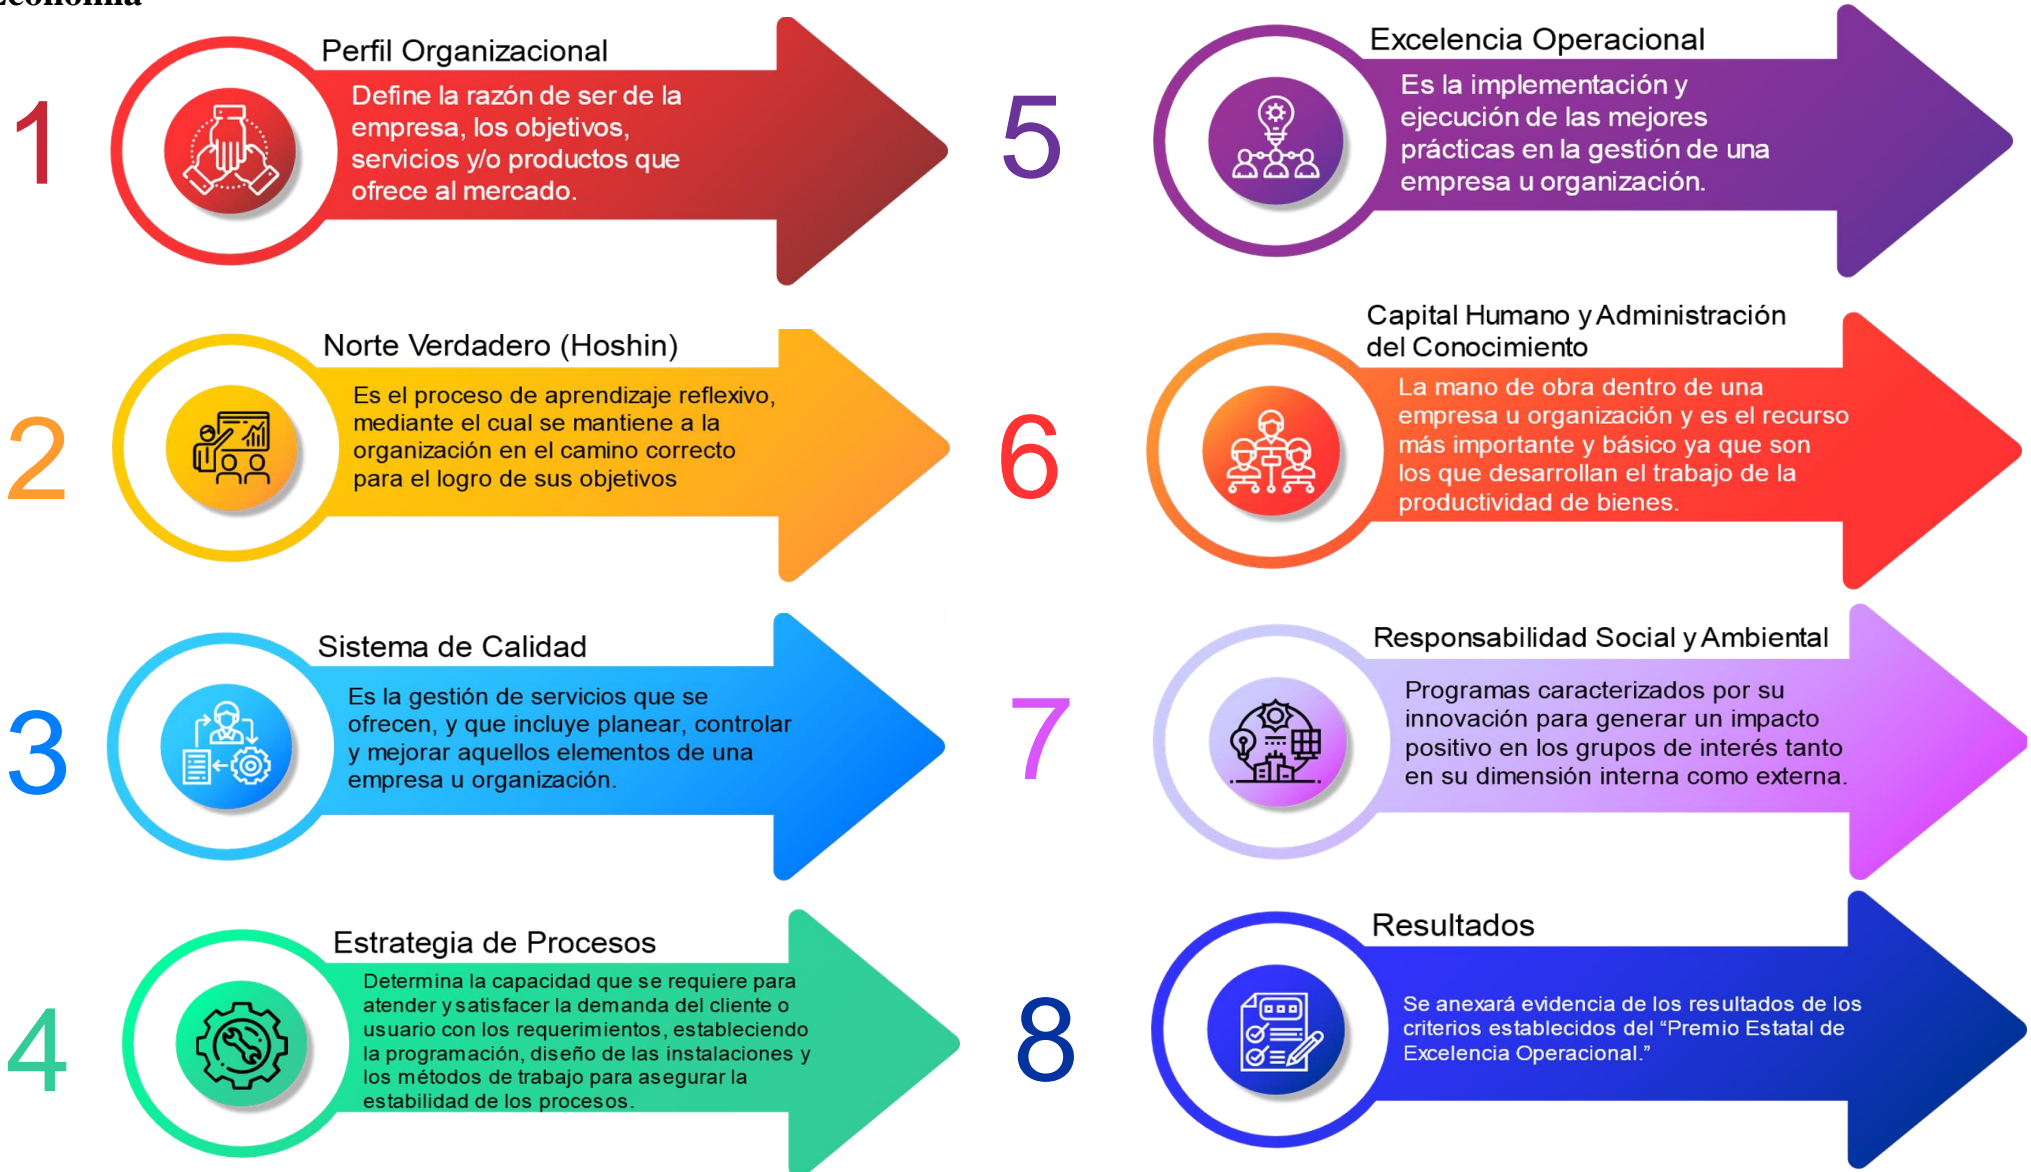 Economía
1
Perfil Organizacional
Define la razón de ser de la
empresa, los objetivos,
servicios y/o productos que
ofrece al mercado.
2
Norte Verdadero (Hoshin)
Es el proceso de aprendizaje reflexivo,
mediante el cual se mantiene a la
organización en el camino correcto
para el logro de sus objetivos
3
Sistema de Calidad
Es la gestión de servicios que se
ofrecen, y que incluye planear, controlar
y mejorar aquellos elementos de una
empresa u organización.
4
Estrategia de Procesos
Determina la capacidad que se requiere para
atender y satisfacer la demanda del cliente o
usuario con los requerimientos, estableciendo
la programación, diseño de las instalaciones y
los métodos de trabajo para asegurar la
estabilidad de los procesos.
5
Excelencia Operacional
Es la implementación y
ejecución de las mejores
prácticas en la gestión de una
empresa u organización.
6
Capital Humano y Administración
del Conocimiento
La mano de obra dentro de una
empresa u organización y es el recurso
más importante y básico ya que son
los que desarrollan el trabajo de la
productividad de bienes.
7
Responsabilidad Social y Ambiental
Programas caracterizados por su
innovación para generar un impacto
positivo en los grupos de interés tanto
en su dimensión interna como externa.
8
Resultados
Se anexará evidencia de los resultados de los
criterios establecidos del “Premio Estatal de
Excelencia Operacional.”